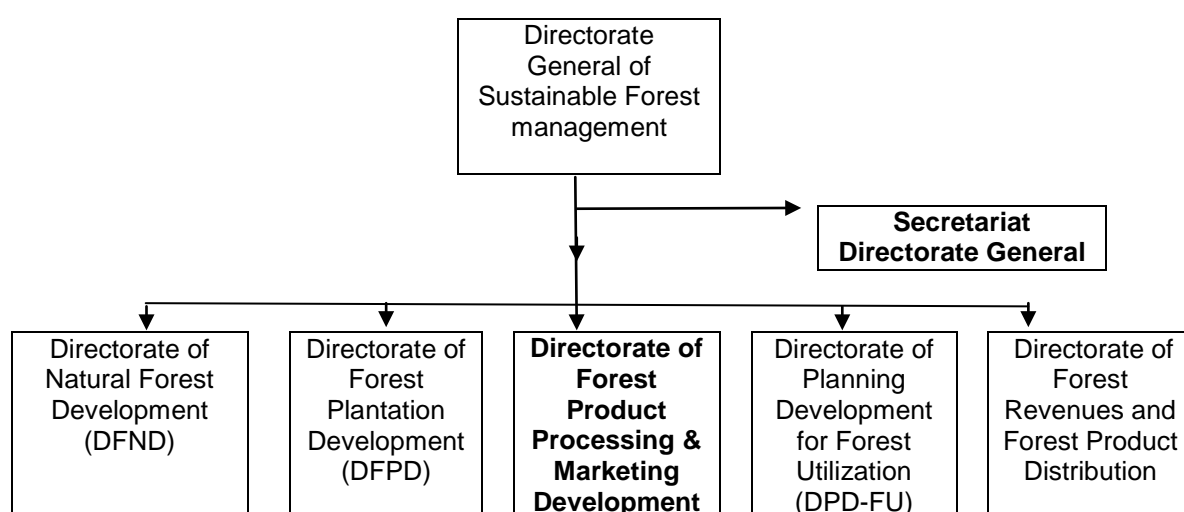 Directorate
General of
Sustainable Forest
management
Secretariat
Directorate General
Directorate of
Natural Forest
Development
(DFND)
Directorate of
Forest
Plantation
Development
(DFPD)
Directorate of
Forest
Product
Processing &
Marketing
Development
Directorate of
Planning
Development
for Forest
Utilization
(DPD-FU)
Directorate of
Forest
Revenues and
Forest Product
Distribution